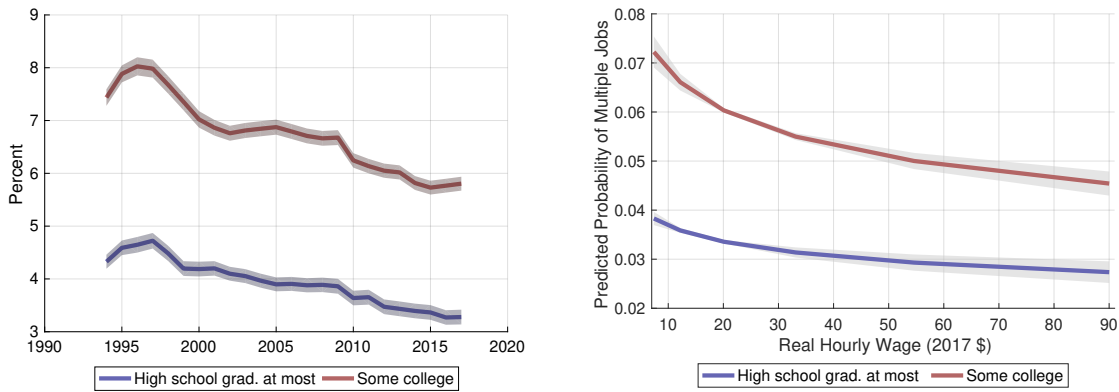 9
8
7
6
5
4
3
Percent
1990 1995 2000 2005 2010 2015 2020
High school grad. at most Some college
0.08
0.07
0.06
0.05
0.04
0.03
0.02
Predicted Probability of Multiple Jobs
10 20 30 40 50 60 70 80 90
Real Hourly Wage (2017 $)
High school grad. at most Some college